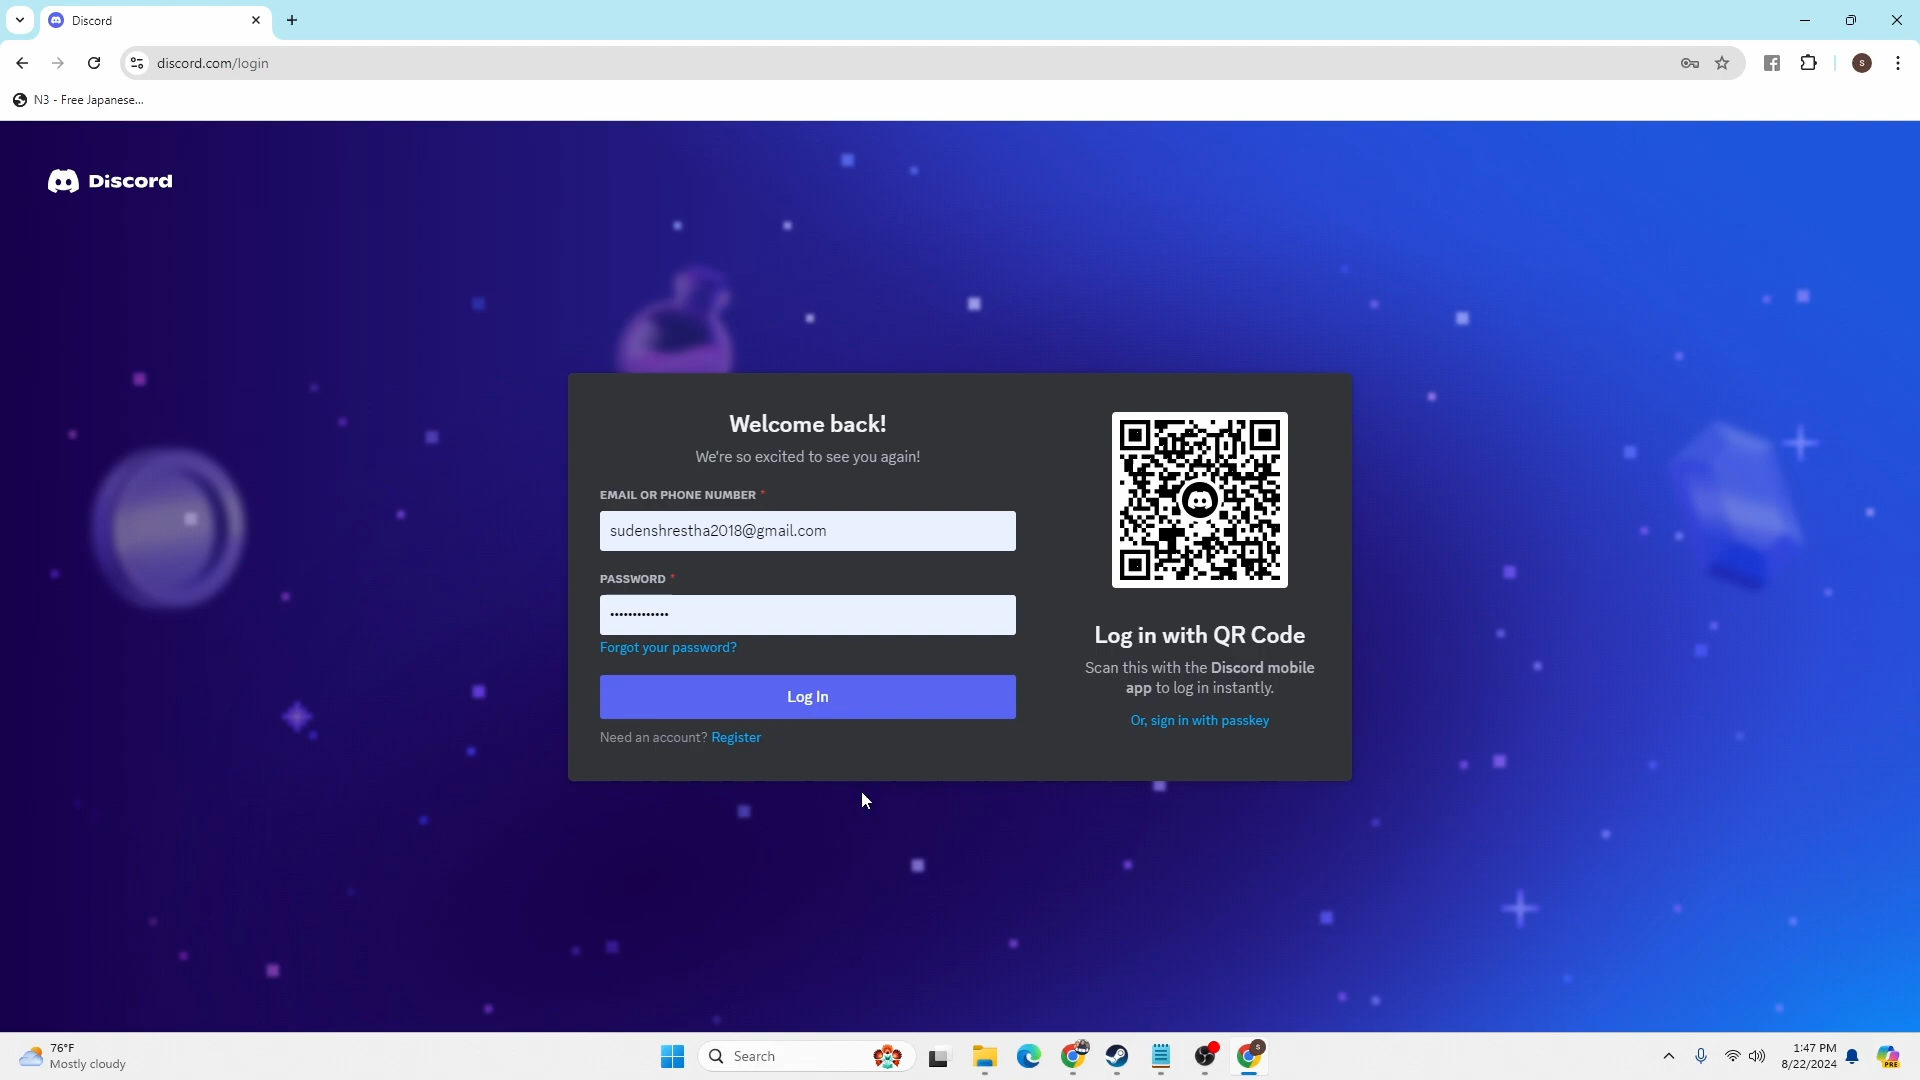 Discord
discord.com/login
S
N3 - Free Japanese...
Discord
Welcome back!
We're so excited to see you again!
EMAIL OR PHONE NUMBER *
sudenshrestha2018@gmail.com
PASSWORD *
•••••••••••••
Forgot your password?
Log In
Need an account? Register
Log in with QR Code
Scan this with the Discord mobile
app to log in instantly.
Or, sign in with passkey
76°F
Mostly cloudy
Search
S
1:47 PM
8/22/2024
PRE